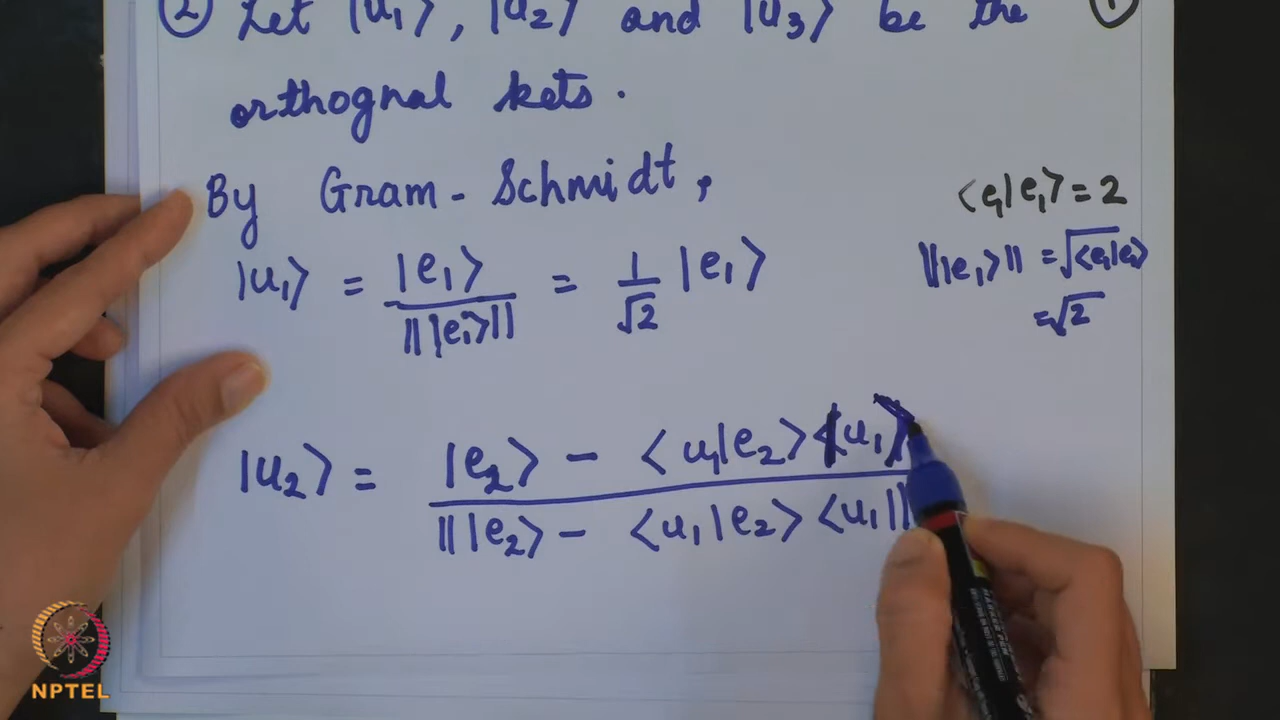 ② Let |u₁⟩, |u₂⟩ and |u₃⟩ be the
orthognal kets.
By Gram-Schmidt,
⟨e₁|e₁⟩ = 2
|u₁⟩ = |e₁⟩ / || |e₁⟩ || = 1/√2 |e₁⟩
|| |e₁⟩ || = √⟨e₁|e₁⟩
= √2
|u₂⟩ = |e₂⟩ - ⟨u₁|e₂⟩ |u₁⟩
|| |e₂⟩ - ⟨u₁|e₂⟩ ⟨u₁| ||
NPTEL